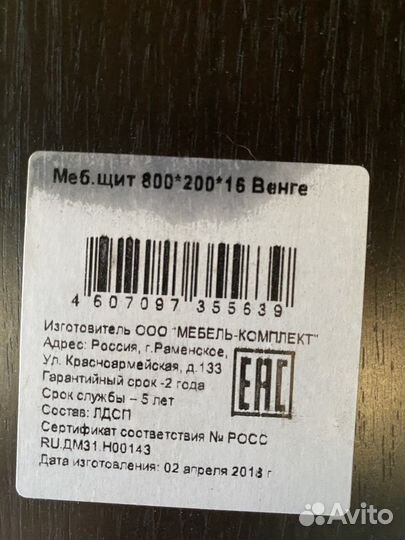 Меб.щит 800*200*16 Венге
4 607097 355639
Изготовитель ООО "МЕБЕЛЬ-КОМПЛЕКТ"
Адрес: Россия, г.Раменское,
Ул. Красноармейская, д.133
Гарантийный срок -2 года
Срок службы – 5 лет
Состав: ЛДСП
Сертификат соответствия № РОСС
RU.ДМ31.Н00143
Дата изготовления: 02 апреля 2018 г
EAC
Avito